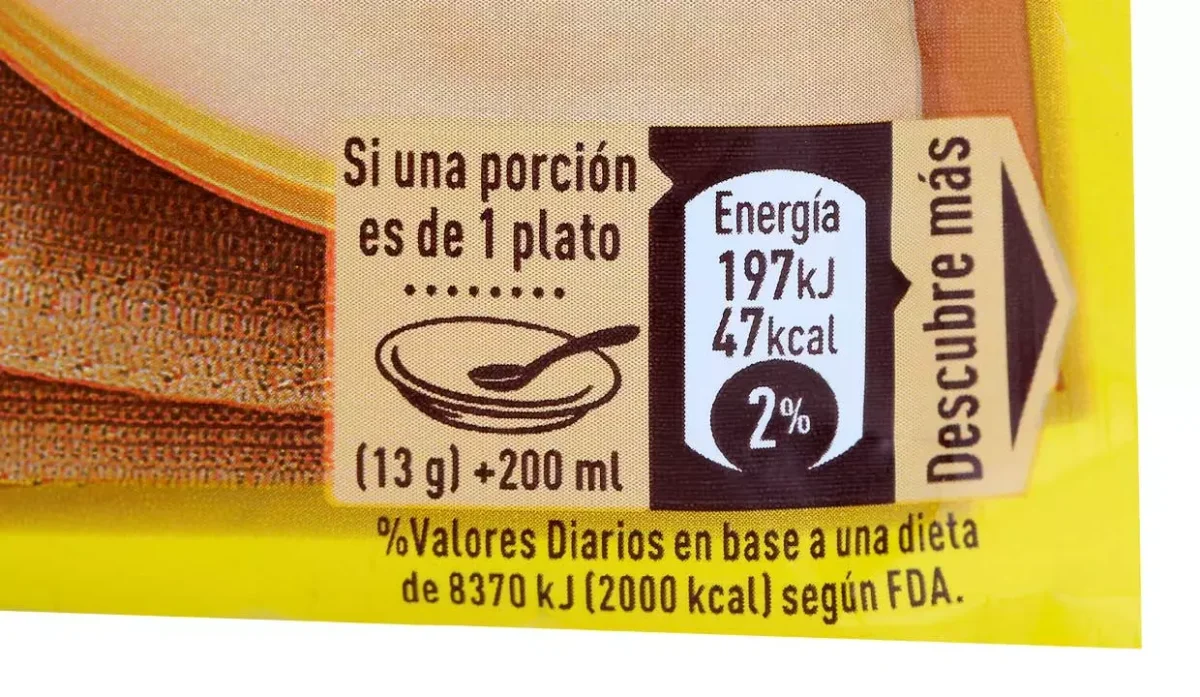 Si una porción
es de 1 plato
(13 g) +200 ml
Energía
197kJ
47kcal
2%
Descubre más
%Valores Diarios en base a una dieta
de 8370 kJ (2000 kcal) según FDA.